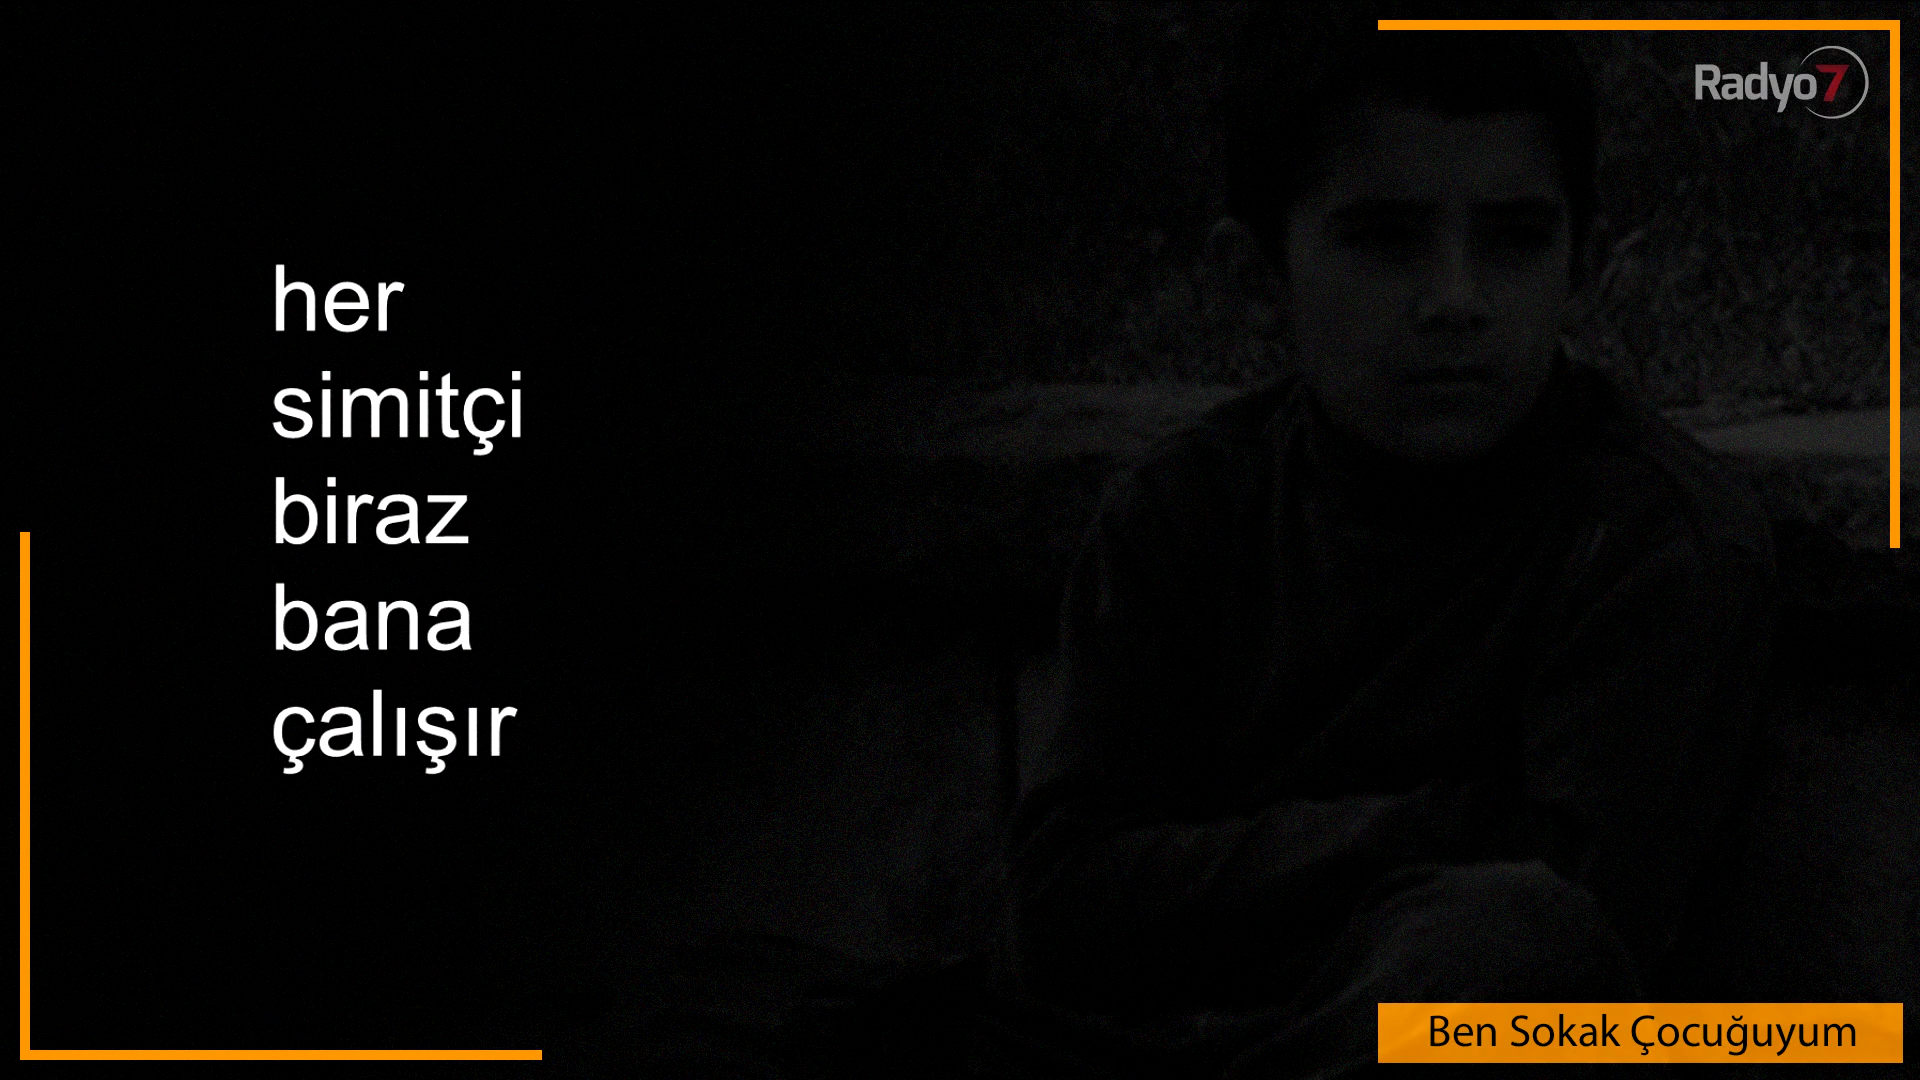 Radyo7
her
simitçi
biraz
bana
çalışır
Ben Sokak Çocuğuyum